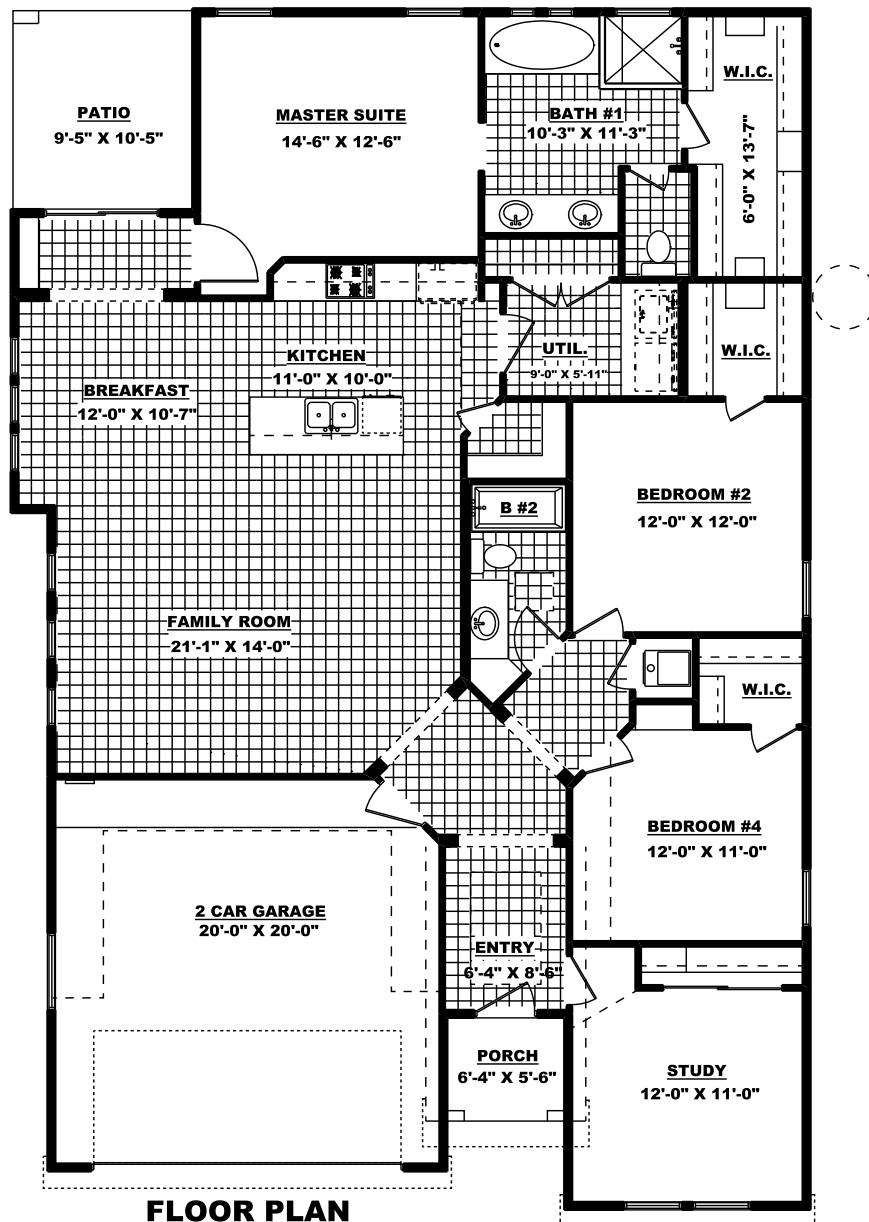 PATIO
9'-5" X 10'-5"
MASTER SUITE
14'-6" X 12'-6"
BATH #1
10'-3" X 11'-3"
W.I.C.
6'-0" X 13'-7"
KITCHEN
11'-0" X 10'-0"
UTIL.
9'-0" X 5'-11"
W.I.C.
BREAKFAST
12'-0" X 10'-7"
B #2
BEDROOM #2
12'-0" X 12'-0"
FAMILY ROOM
21'-1" X 14'-0"
W.I.C.
BEDROOM #4
12'-0" X 11'-0"
2 CAR GARAGE
20'-0" X 20'-0"
ENTRY
6'-4" X 8'-6"
PORCH
6'-4" X 5'-6"
STUDY
12'-0" X 11'-0"
FLOOR PLAN